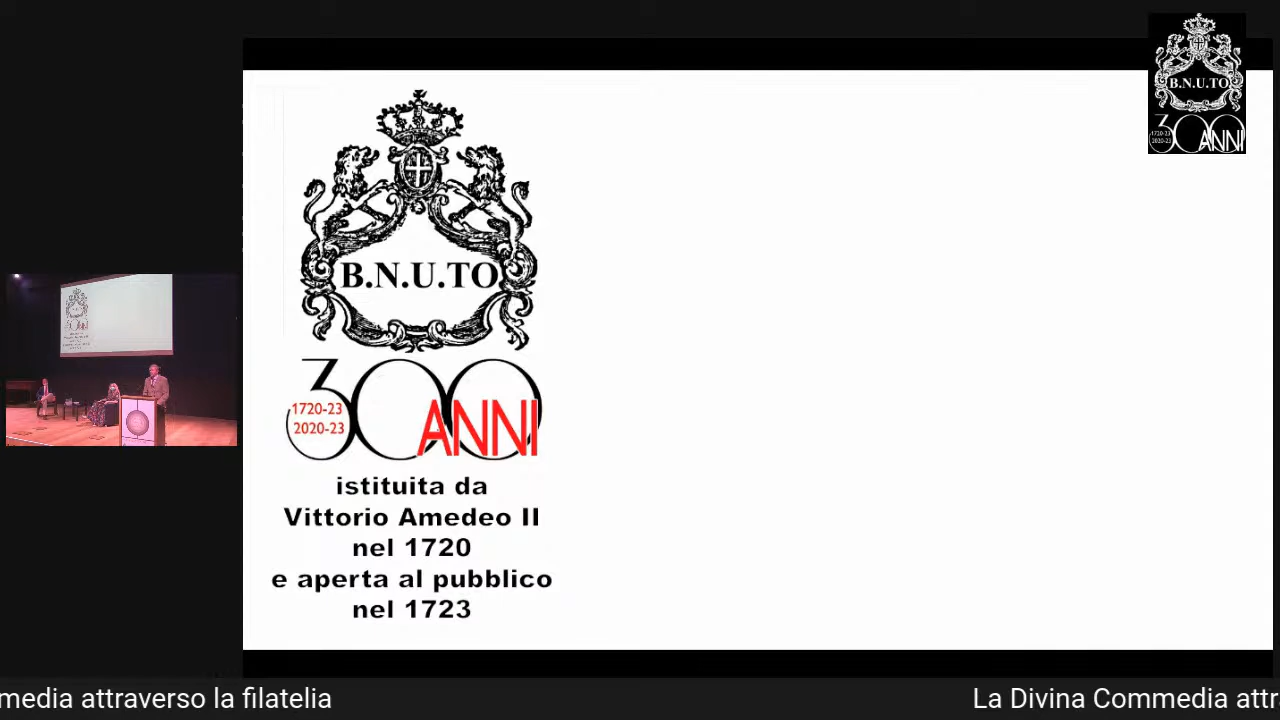 B.N.U.TO
300 ANNI
1720-23
2020-23
istituita da
Vittorio Amedeo II
nel 1720
e aperta al pubblico
nel 1723
B.N.U.TO
300 ANNI
1720-23
2020-23
media attraverso la filatelia
La Divina Commedia attr